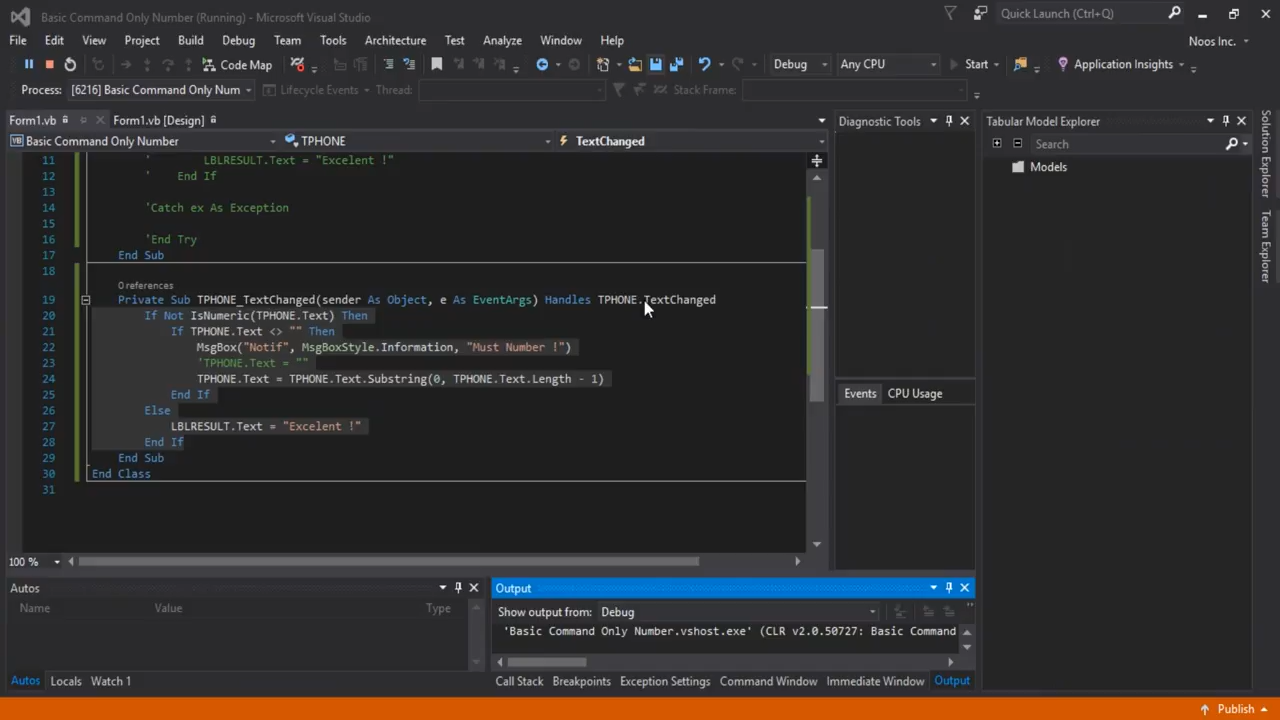 Basic Command Only Number (Running) - Microsoft Visual Studio
Quick Launch (Ctrl+Q)
File Edit View Project Build Debug Team Tools Architecture Test Analyze Window Help
Noos Inc.
Code Map
Debug
Any CPU
Start
Application Insights
Process: [6216] Basic Command Only Num
Lifecycle Events
Thread:
Stack Frame:
Form1.vb
Form1.vb [Design]
Diagnostic Tools
Tabular Model Explorer
Basic Command Only Number
TPHONE
TextChanged
Search
Models
Solution Explorer
Team Explorer
11 ' LBLRESULT.Text = "Excelent !"
12 ' End If
13
14 'Catch ex As Exception
15
16 'End Try
17 End Sub
18
0 references
19 Private Sub TPHONE_TextChanged(sender As Object, e As EventArgs) Handles TPHONE.TextChanged
20 If Not IsNumeric(TPHONE.Text) Then
21 If TPHONE.Text <> "" Then
22 MsgBox("Notif", MsgBoxStyle.Information, "Must Number !")
23 'TPHONE.Text = ""
24 TPHONE.Text = TPHONE.Text.Substring(0, TPHONE.Text.Length - 1)
25 End If
26 Else
27 LBLRESULT.Text = "Excelent !"
28 End If
29 End Sub
30 End Class
31
Events CPU Usage
100 %
Autos
Name Value Type
Output
Show output from: Debug
'Basic Command Only Number.vshost.exe' (CLR v2.0.50727: Basic Command
Autos Locals Watch 1
Call Stack Breakpoints Exception Settings Command Window Immediate Window Output
Publish